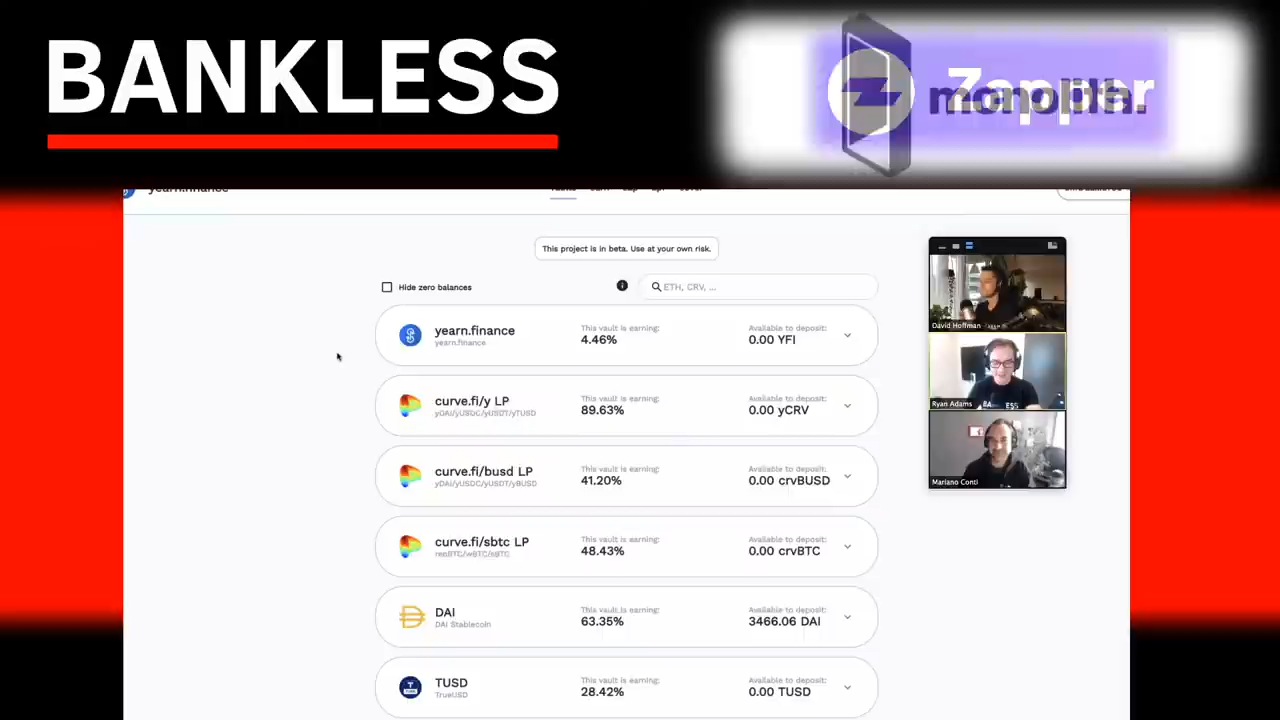 BANKLESS
Zapper
monolith.
yearn.finance
This project is in beta. Use at your own risk.
Hide zero balances
ETH, CRV, ...
yearn.finance
yearn.finance
This vault is earning:
4.46%
Available to deposit:
0.00 YFI
curve.fi/y LP
yDAI/yUSDC/yUSDT/yTUSD
This vault is earning:
89.63%
Available to deposit:
0.00 yCRV
curve.fi/busd LP
yDAI/yUSDC/yUSDT/yBUSD
This vault is earning:
41.20%
Available to deposit:
0.00 crvBUSD
curve.fi/sbtc LP
renBTC/wBTC/sBTC
This vault is earning:
48.43%
Available to deposit:
0.00 crvBTC
DAI
DAI Stablecoin
This vault is earning:
63.35%
Available to deposit:
3466.06 DAI
TUSD
TrueUSD
This vault is earning:
28.42%
Available to deposit:
0.00 TUSD
David Hoffman
Ryan Adams
Mariano Conti